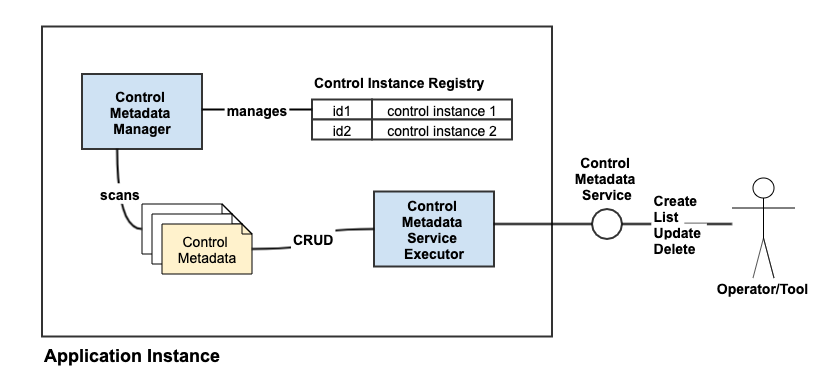 Control
Metadata
Manager
manages
Control Instance Registry
id1 control instance 1
id2 control instance 2
scans
Control
Metadata
CRUD
Control
Metadata
Service
Executor
Control
Metadata
Service
Create
List
Update
Delete
Operator/Tool
Application Instance